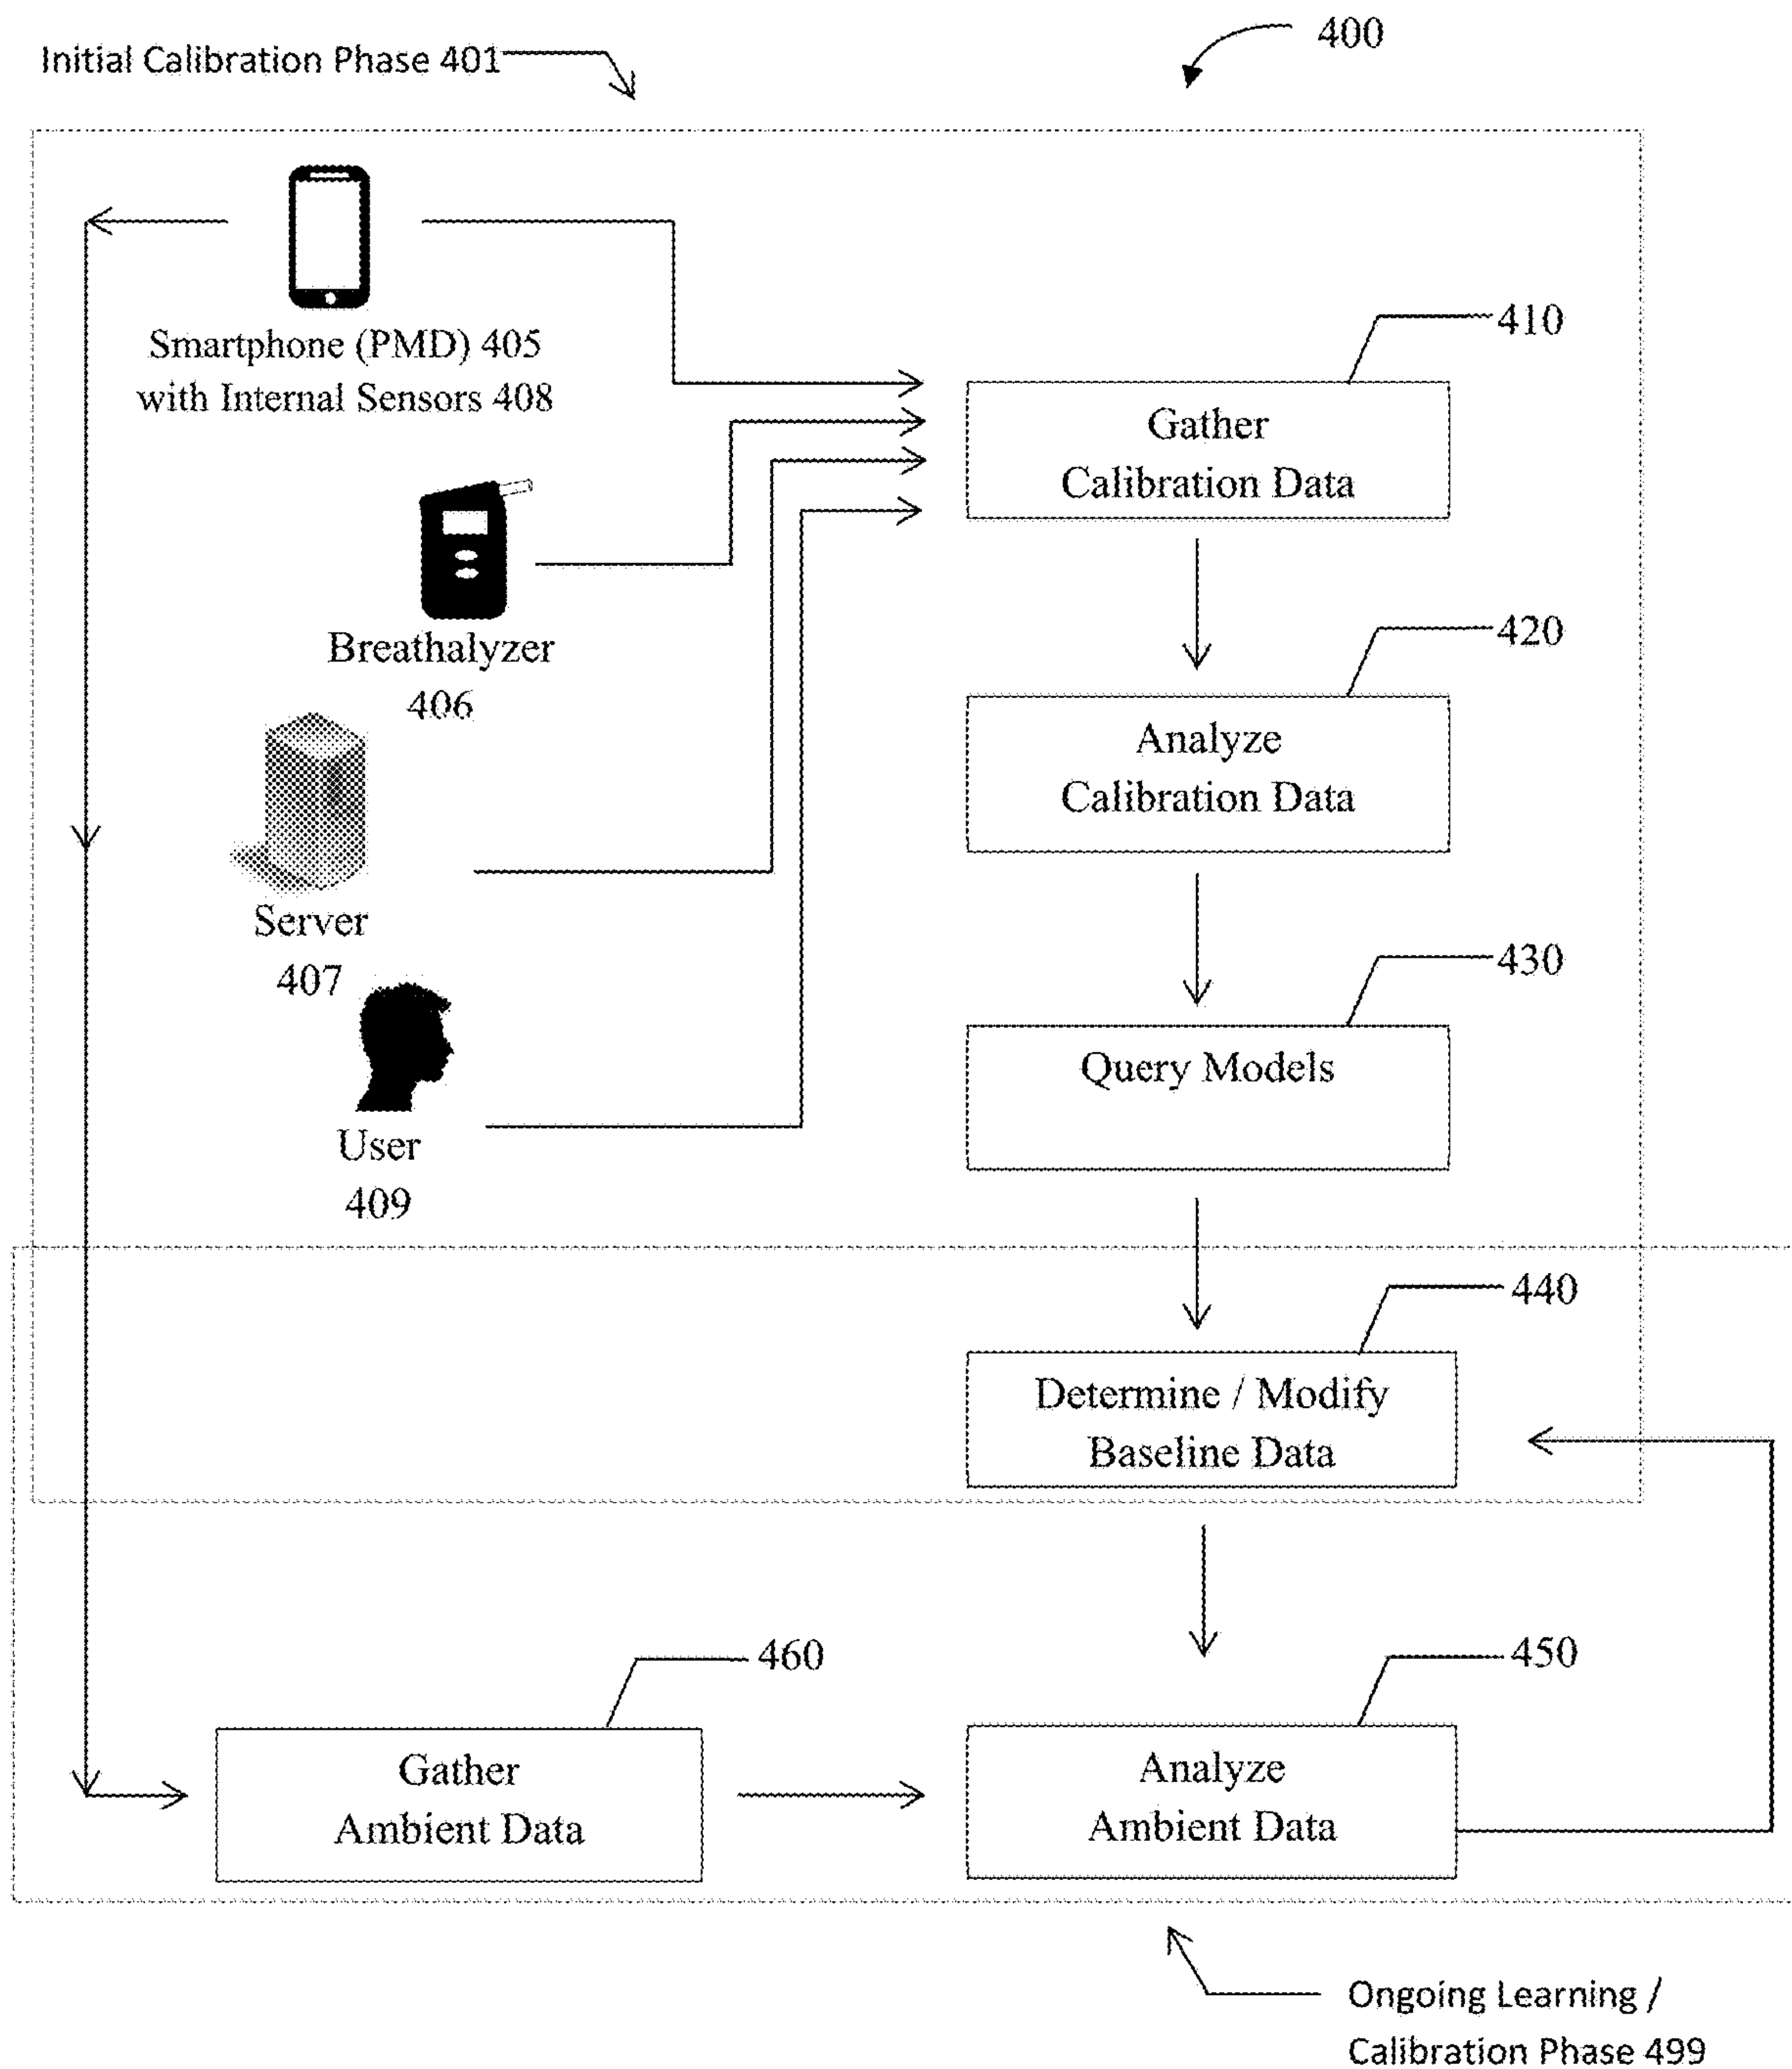 400
Initial Calibration Phase 401
Smartphone (PMD) 405
with Internal Sensors 408
410
Gather
Calibration Data
Breathalyzer
406
420
Analyze
Calibration Data
Server
407
430
Query Models
User
409
440
Determine / Modify
Baseline Data
460
450
Gather
Ambient Data
Analyze
Ambient Data
Ongoing Learning /
Calibration Phase 499